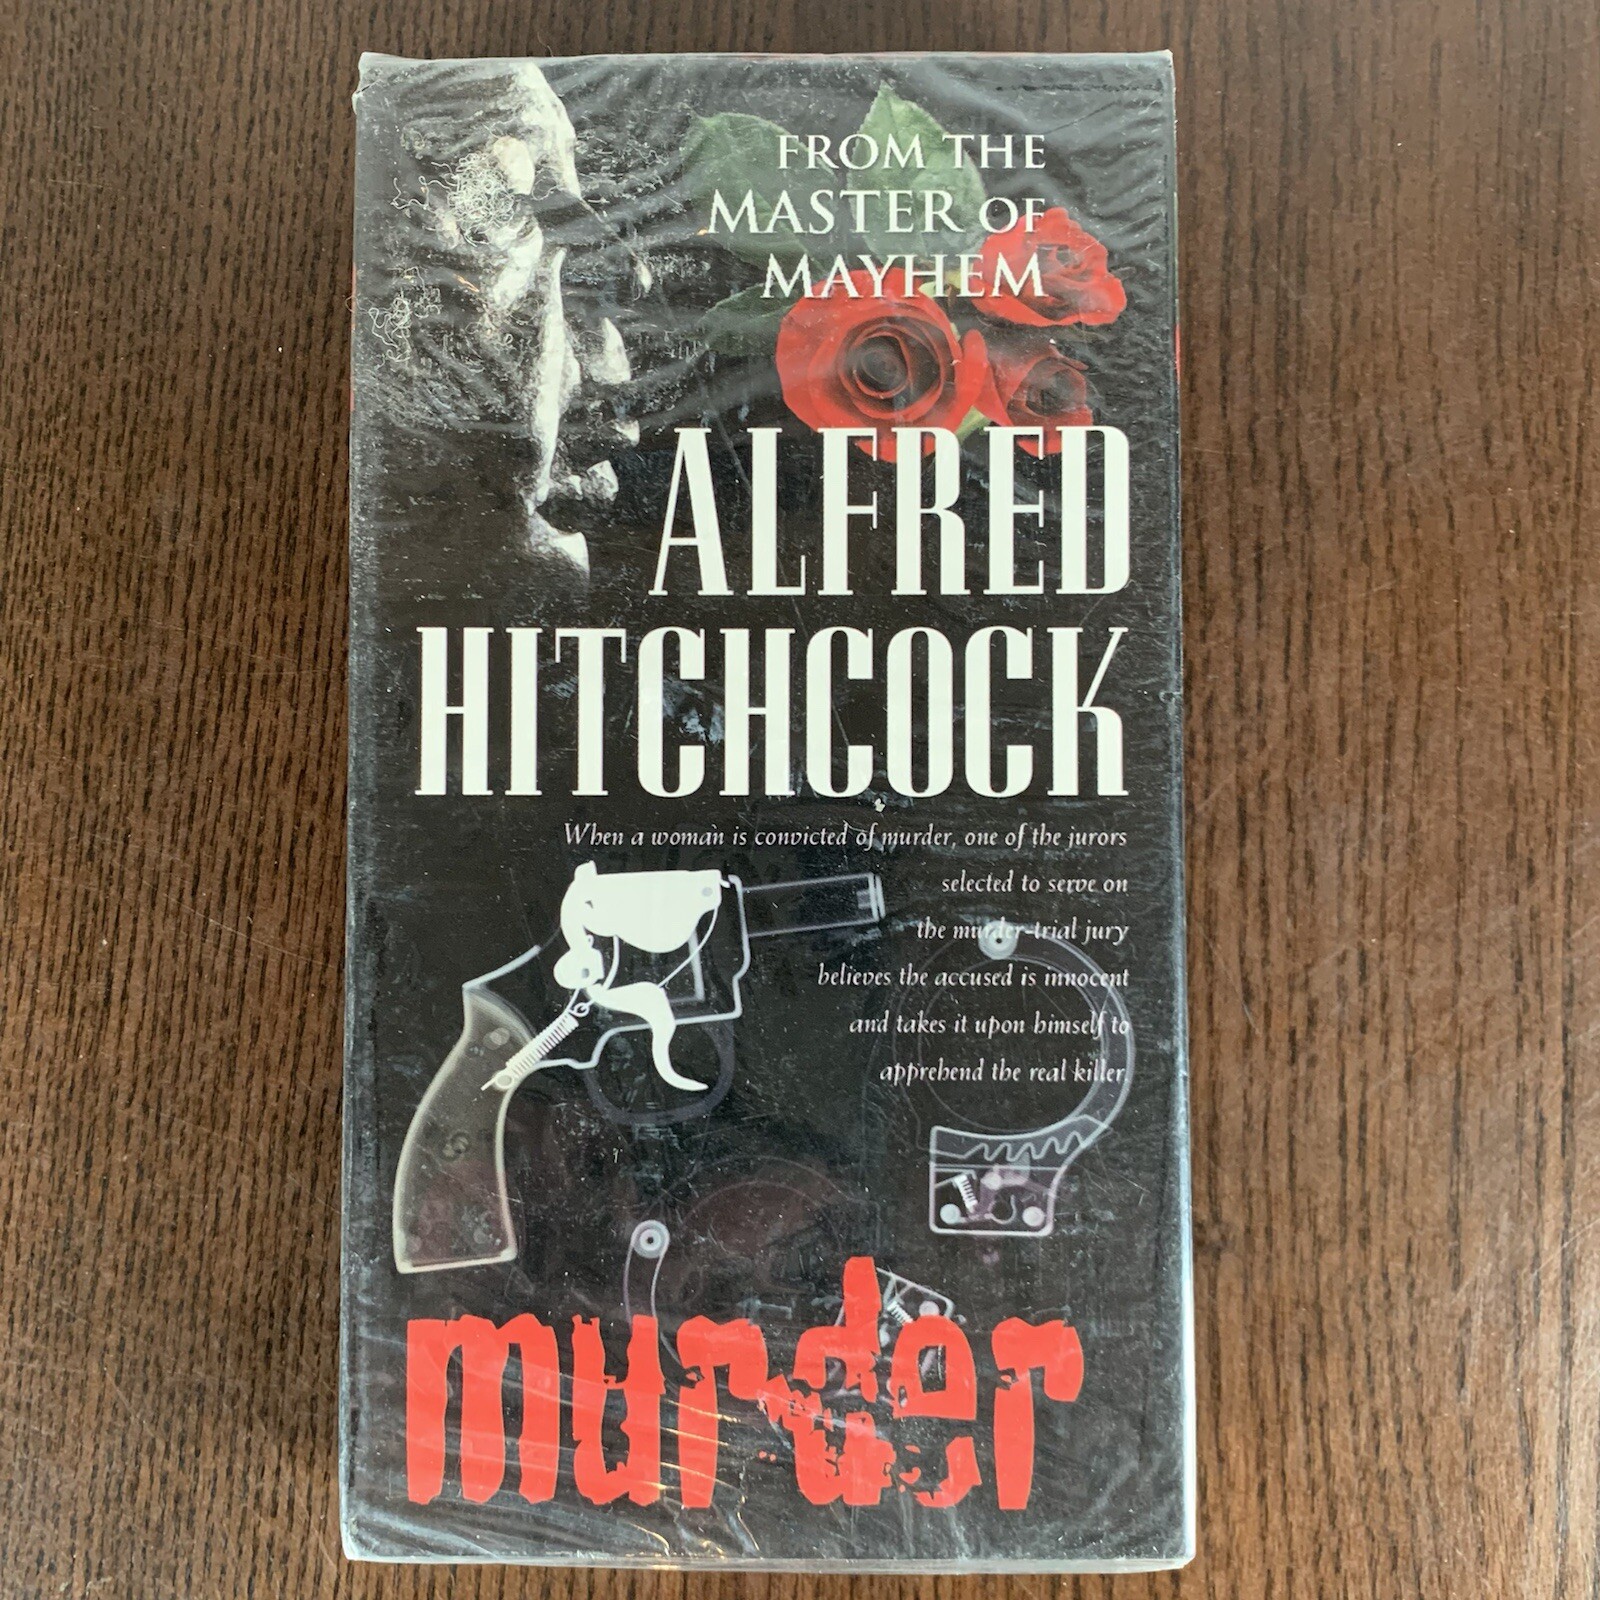 FROM THE
MASTER OF
MAYHEM
ALFRED
HITCHCOCK
When a woman is convicted of murder, one of the jurors
selected to serve on
the murder-trial jury
believes the accused is innocent
and takes it upon himself to
apprehend the real killer.
murder